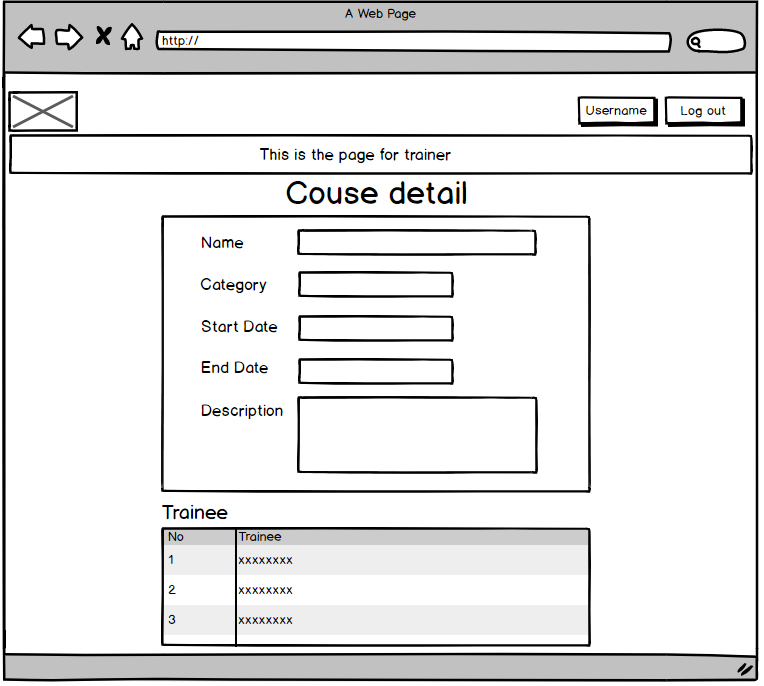 A Web Page
http://
Username Log out
This is the page for trainer
Couse detail
Name
Category
Start Date
End Date
Description
Trainee
No Trainee
1 xxxxxxxx
2 xxxxxxxx
3 xxxxxxxx